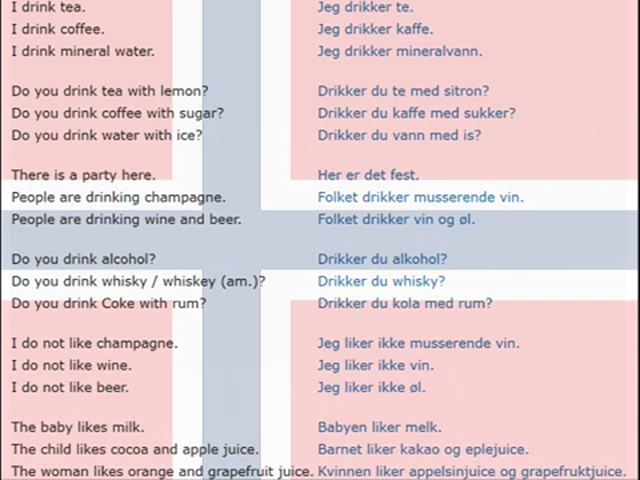 I drink tea. Jeg drikker te.
I drink coffee. Jeg drikker kaffe.
I drink mineral water. Jeg drikker mineralvann.
Do you drink tea with lemon? Drikker du te med sitron?
Do you drink coffee with sugar? Drikker du kaffe med sukker?
Do you drink water with ice? Drikker du vann med is?
There is a party here. Her er det fest.
People are drinking champagne. Folket drikker musserende vin.
People are drinking wine and beer. Folket drikker vin og øl.
Do you drink alcohol? Drikker du alkohol?
Do you drink whisky / whiskey (am.)? Drikker du whisky?
Do you drink Coke with rum? Drikker du kola med rum?
I do not like champagne. Jeg liker ikke musserende vin.
I do not like wine. Jeg liker ikke vin.
I do not like beer. Jeg liker ikke øl.
The baby likes milk. Babyen liker melk.
The child likes cocoa and apple juice. Barnet liker kakao og eplejuice.
The woman likes orange and grapefruit juice. Kvinnen liker appelsinjuice og grapefruktjuice.